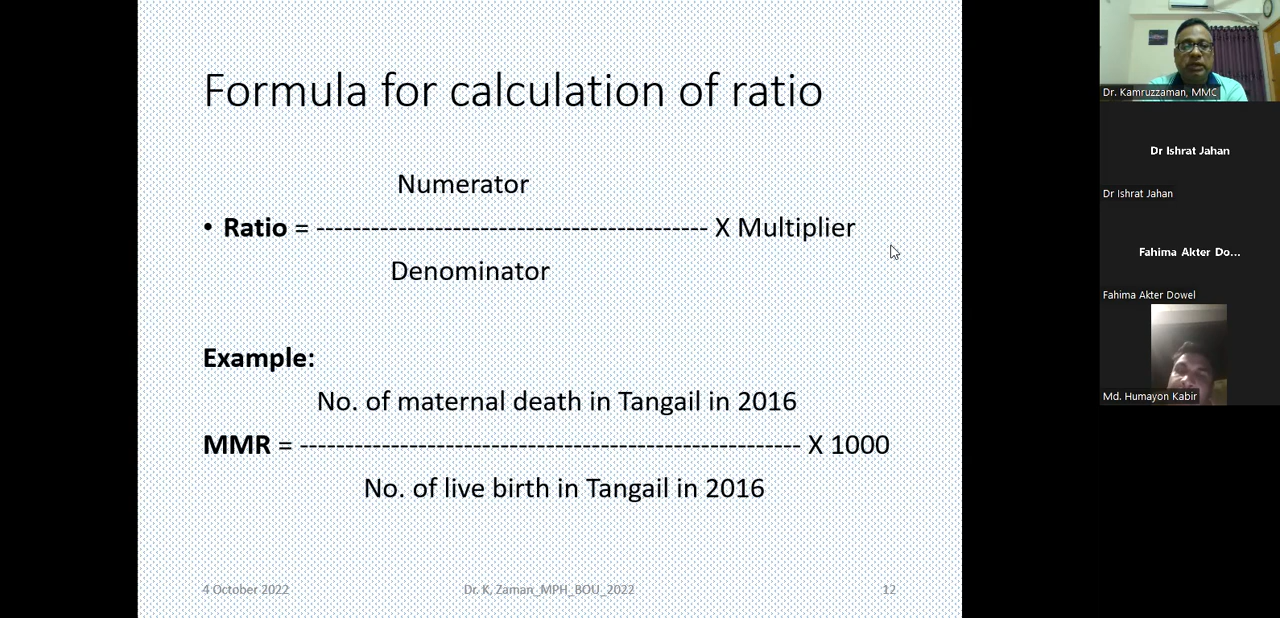 Formula for calculation of ratio
Numerator
• Ratio = ------------------------------------------- X Multiplier
Denominator
Example:
No. of maternal death in Tangail in 2016
MMR = ------------------------------------------------------- X 1000
No. of live birth in Tangail in 2016
4 October 2022
Dr. K, Zaman_MPH_BOU_2022
12
Dr. Kamruzzaman, MMC
Dr Ishrat Jahan
Dr Ishrat Jahan
Fahima Akter Do...
Fahima Akter Dowel
Md. Humayon Kabir